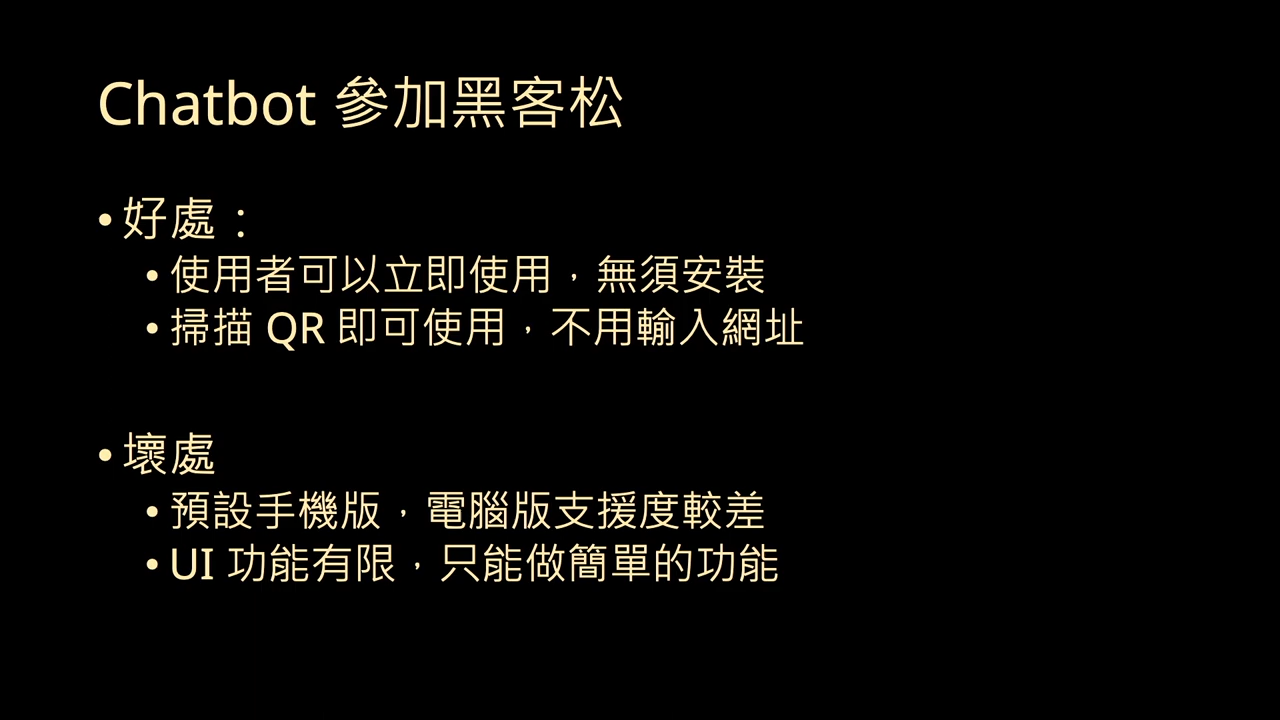 Chatbot 參加黑客松
• 好處：
• 使用者可以立即使用，無須安裝
• 掃描 QR 即可使用，不用輸入網址
• 壞處
• 預設手機版，電腦版支援度較差
• UI 功能有限，只能做簡單的功能